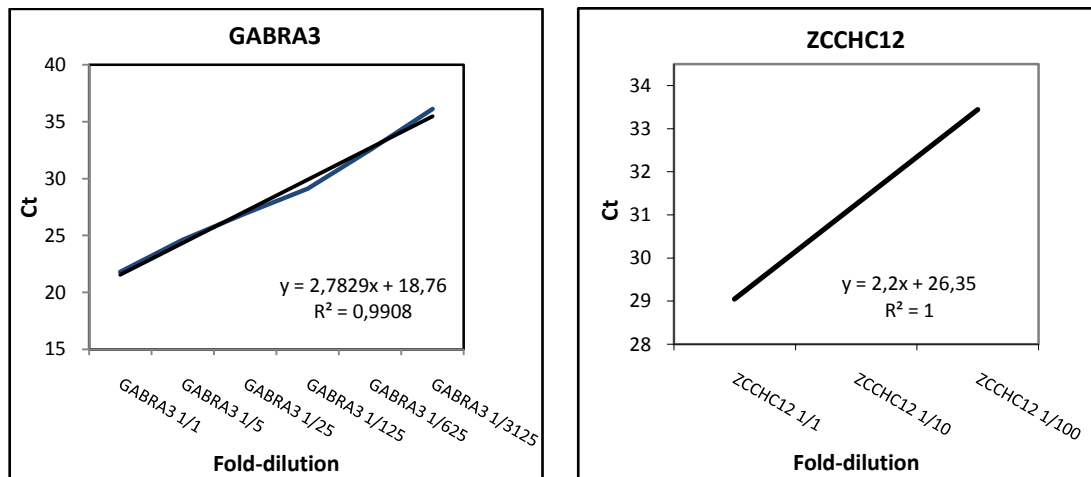 GABRA3
40
35
30
25
20
15
Ct
y = 2,7829x + 18,76
R² = 0,9908
GABRA3 1/1
GABRA3 1/5
GABRA3 1/25
GABRA3 1/125
GABRA3 1/625
GABRA3 1/3125
Fold-dilution
ZCCHC12
34
33
32
31
30
29
28
Ct
y = 2,2x + 26,35
R² = 1
ZCCHC12 1/1
ZCCHC12 1/10
ZCCHC12 1/100
Fold-dilution